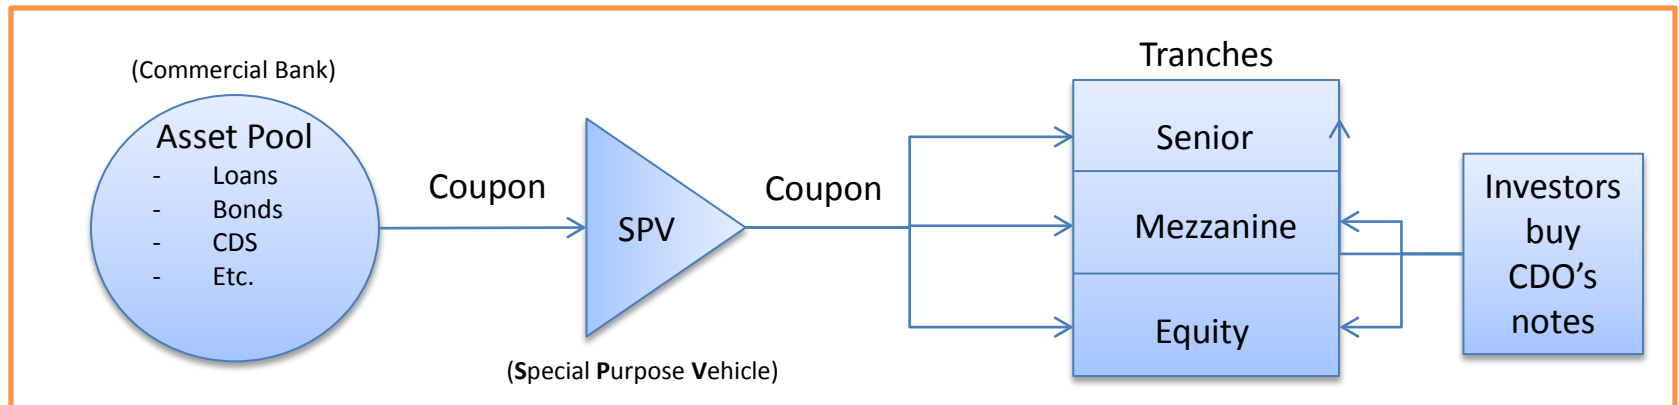 (Commercial Bank)
Asset Pool
- Loans
- Bonds
- CDS
- Etc.
Coupon
SPV
(Special Purpose Vehicle)
Coupon
Tranches
Senior
Mezzanine
Equity
Investors
buy
CDO’s
notes